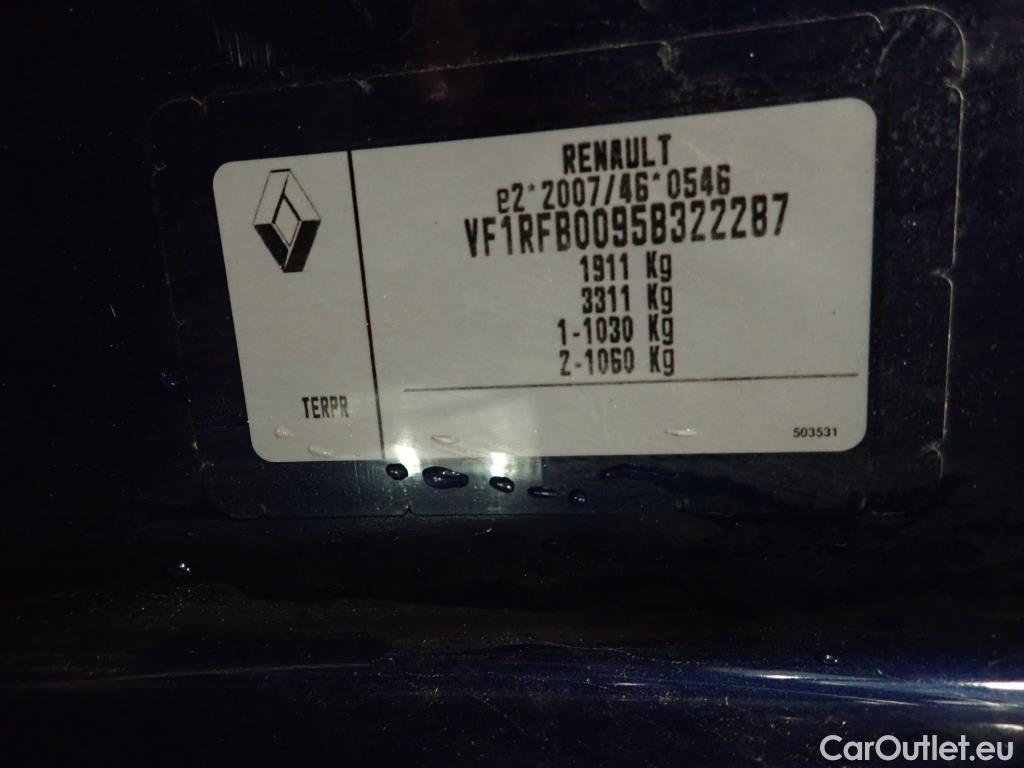 RENAULT
e2*2007/46*0546
VF1RFB00958322287
1911 Kg
3311 Kg
1-1030 Kg
2-1060 Kg
TERPR
503531
CarOutlet.eu